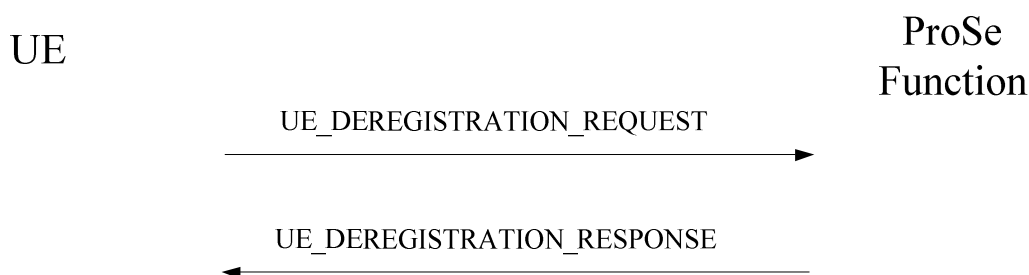 UE
ProSe
Function
UE_DEREGISTRATION_REQUEST
UE_DEREGISTRATION_RESPONSE